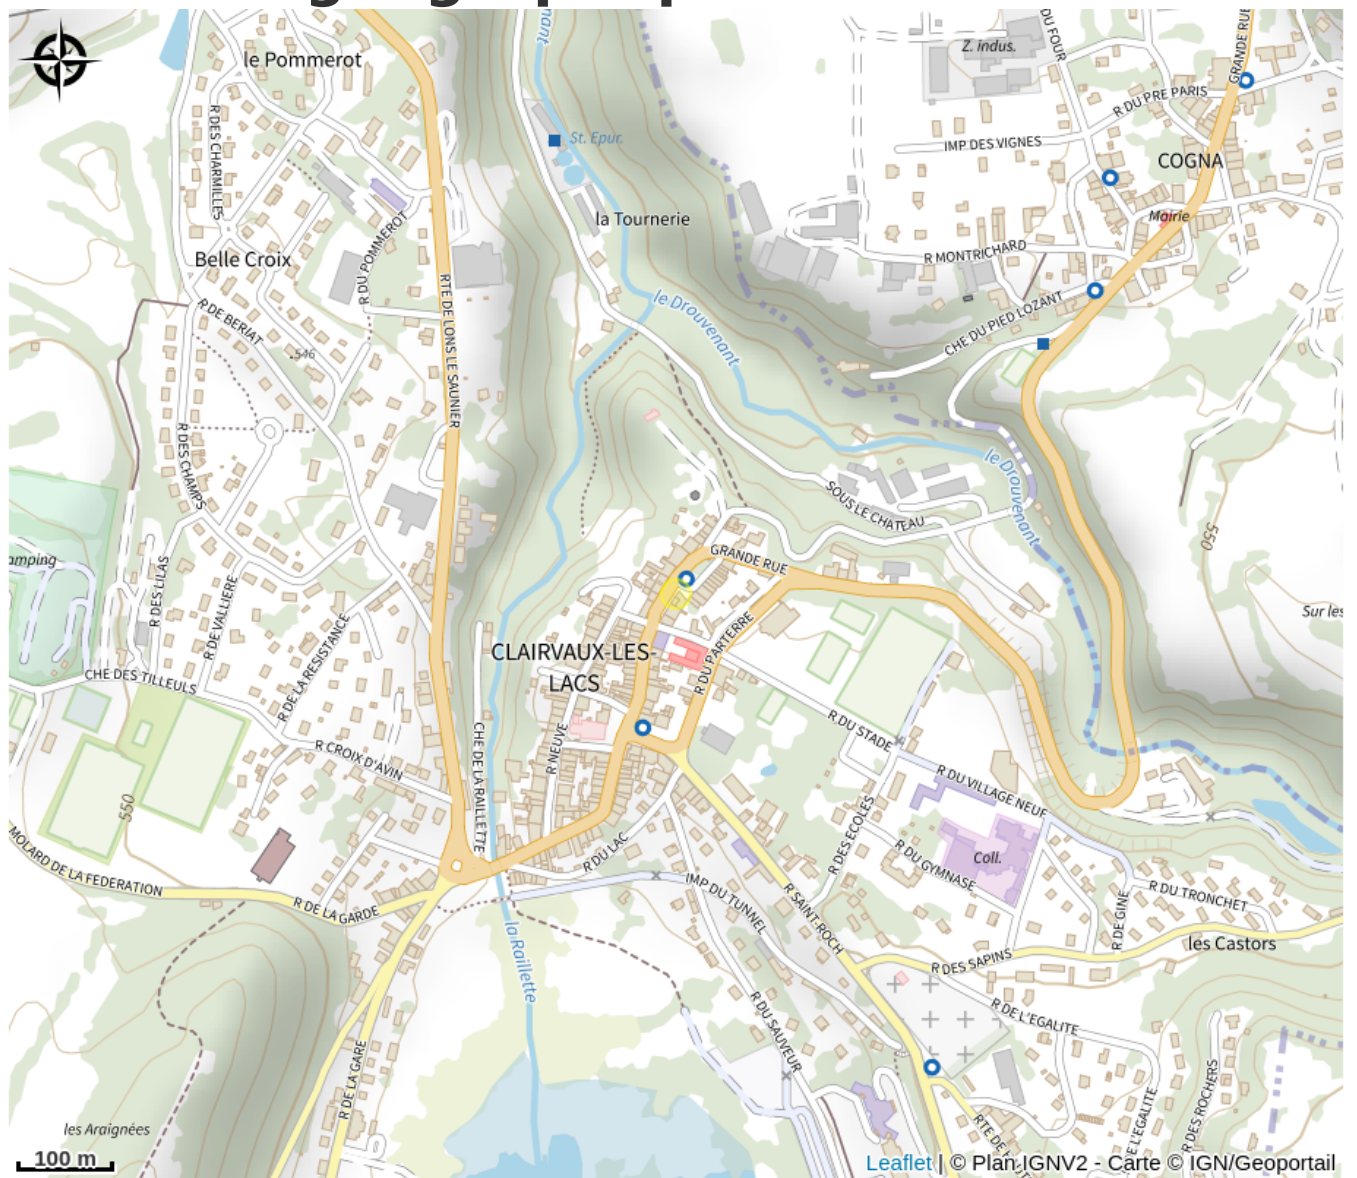 le Pommerot
R DES CHARMILLES
R DU POMMEROT
Belle Croix
R DE BERIAT
546
RTE DE LONS LE SAUNIER
St. Epur.
la Tournerie
le Drouvenant
Z. indus.
DU FOUR
GRANDE RUE
R DU PRE PARIS
IMP DES VIGNES
COGNA
Mairie
R MONTRICHARD
CHE DU PIED LOZANT
R DES CHAMPS
SOUS LE CHATEAU
le Drouvenant
550
Sur les
amping
R DES LILAS
R DE VALLIERE
R DE LA RESISTANCE
GRANDE RUE
CLAIRVAUX-LES-
LACS
R DU PARTERRE
CHE DES TILLEULS
R CROIX D'AVIN
CHE DE LA RAILLETTE
R NEUVE
R DU STADE
R DU VILLAGE NEUF
550
MOLARD DE LA FEDERATION
R DE LA GARDE
R DU LAC
IMP DU TUNNEL
R SAINT-ROCH
R DES ECOLES
R DU GYMNASE
Coll.
R DU TRONCHET
R DE GINE
les Castors
R DES SAPINS
la Raillette
R DU SAUVEUR
R DE L'EGALITE
R DE LA GARE
les Araignées
RTE DE
E L'EGALITE
R DES ROCHERS
100 m
Leaflet | © Plan IGNV2 - Carte © IGN/Geoportail